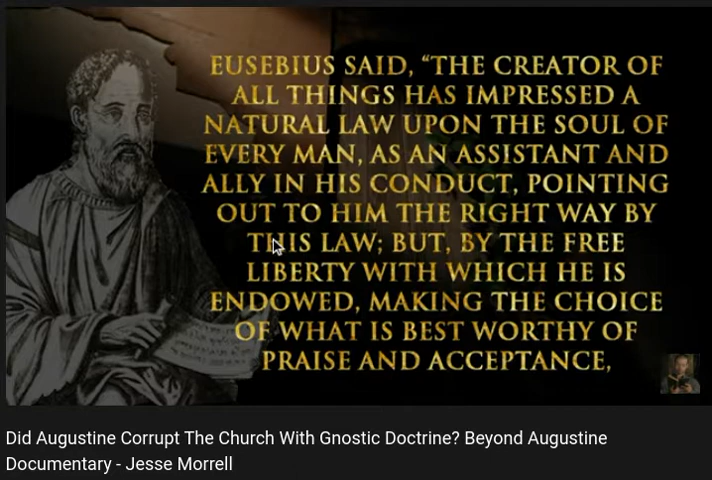 EUSEBIUS SAID, “THE CREATOR OF
ALL THINGS HAS IMPRESSED A
NATURAL LAW UPON THE SOUL OF
EVERY MAN, AS AN ASSISTANT AND
ALLY IN HIS CONDUCT, POINTING
OUT TO HIM THE RIGHT WAY BY
THIS LAW; BUT, BY THE FREE
LIBERTY WITH WHICH HE IS
ENDOWED, MAKING THE CHOICE
OF WHAT IS BEST WORTHY OF
PRAISE AND ACCEPTANCE,
Did Augustine Corrupt The Church With Gnostic Doctrine? Beyond Augustine
Documentary - Jesse Morrell